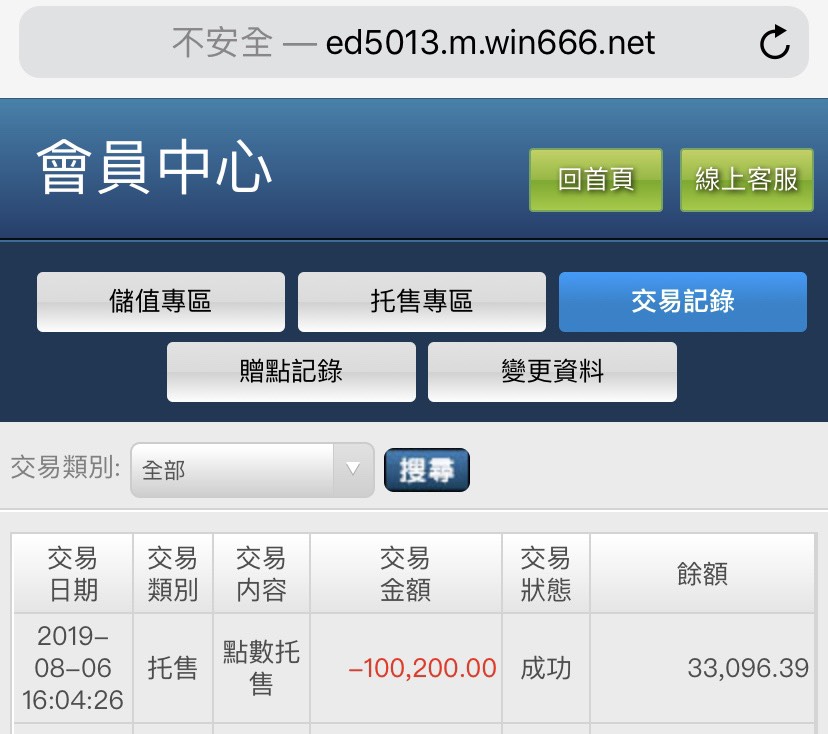 不安全 — ed5013.m.win666.net
會員中心
回首頁
線上客服
儲值專區
托售專區
交易記錄
贈點記錄
變更資料
交易類別:
全部
搜尋
交易
日期
交易
類別
交易
內容
交易
金額
交易
狀態
餘額
2019-
08-06
16:04:26
托售
點數托
售
-100,200.00
成功
33,096.39